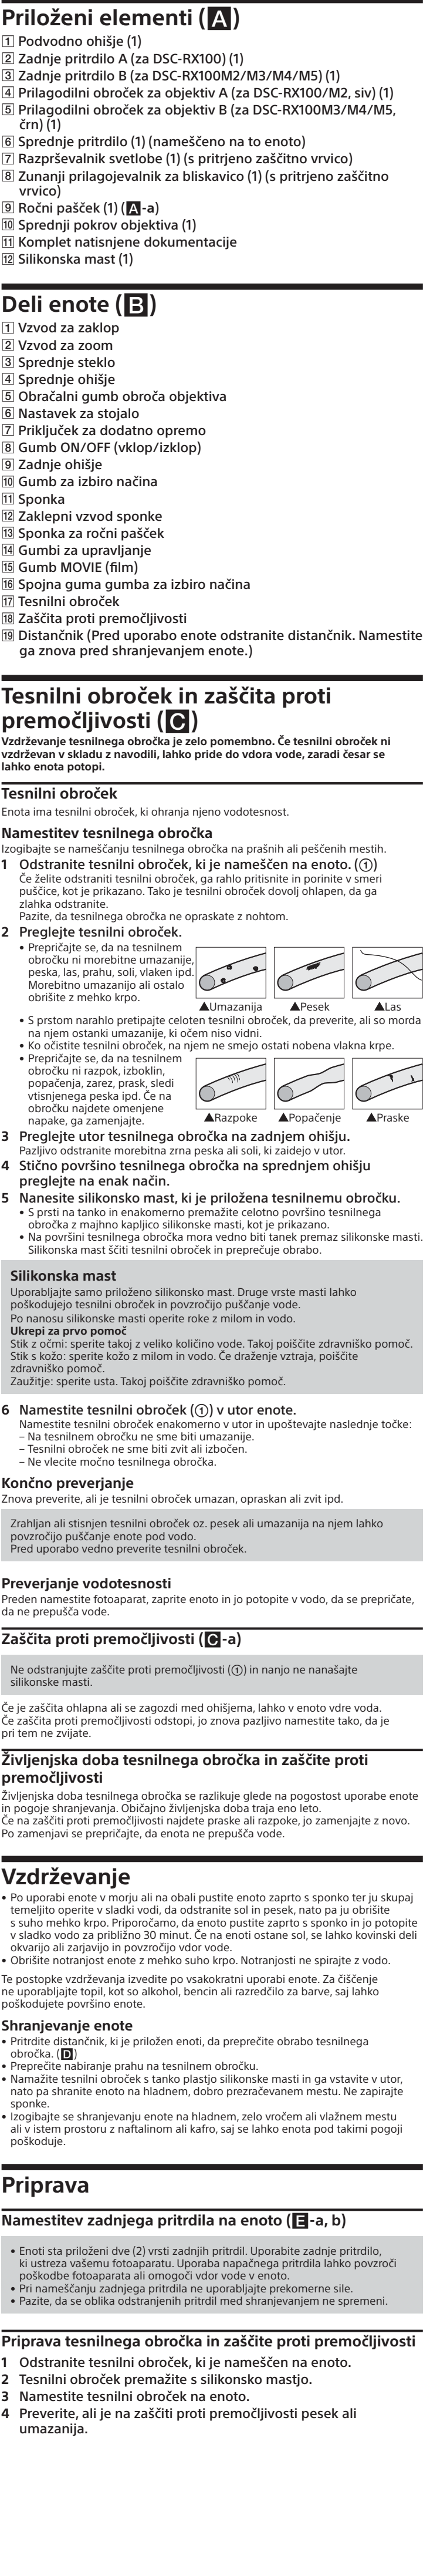 Priloženi elementi (A)
1 Podvodno ohišje (1)
2 Zadnje pritrdilo A (za DSC-RX100) (1)
3 Zadnje pritrdilo B (za DSC-RX100M2/M3/M4/M5) (1)
4 Prilagodilni obroček za objektiv A (za DSC-RX100/M2, siv) (1)
5 Prilagodilni obroček za objektiv B (za DSC-RX100M3/M4/M5,
črn) (1)
6 Sprednje pritrdilo (1) (nameščeno na to enoto)
7 Razprševalnik svetlobe (1) (s pritrjeno zaščitno vrvico)
8 Zunanji prilagojevalnik za bliskavico (1) (s pritrjeno zaščitno
vrvico)
9 Ročni pašček (1) (A-a)
10 Sprednji pokrov objektiva (1)
11 Komplet natisnjene dokumentacije
12 Silikonska mast (1)
Deli enote (B)
1 Vzvod za zaklop
2 Vzvod za zoom
3 Sprednje steklo
4 Sprednje ohišje
5 Obračalni gumb obroča objektiva
6 Nastavek za stojalo
7 Priključek za dodatno opremo
8 Gumb ON/OFF (vklop/izklop)
9 Zadnje ohišje
10 Gumb za izbiro načina
11 Sponka
12 Zaklepni vzvod sponke
13 Sponka za ročni pašček
14 Gumbi za upravljanje
15 Gumb MOVIE (film)
16 Spojna guma gumba za izbiro načina
17 Tesnilni obroček
18 Zaščita proti premočljivosti
19 Distančnik (Pred uporabo enote odstranite distančnik. Namestite
ga znova pred shranjevanjem enote.)
Tesnilni obroček in zaščita proti
premočljivosti (C)
Vzdrževanje tesnilnega obročka je zelo pomembno. Če tesnilni obroček ni
vzdrževan v skladu z navodili, lahko pride do vdora vode, zaradi česar se
lahko enota potopi.
Tesnilni obroček
Enota ima tesnilni obroček, ki ohranja njeno vodotesnost.
Namestitev tesnilnega obročka
Izogibajte se nameščanju tesnilnega obročka na prašnih ali peščenih mestih.
1 Odstranite tesnilni obroček, ki je nameščen na enoto. (①)
Če želite odstraniti tesnilni obroček, ga rahlo pritisnite in porinite v smeri
puščice, kot je prikazano. Tako je tesnilni obroček dovolj ohlapen, da ga
zlahka odstranite.
Pazite, da tesnilnega obročka ne opraskate z nohtom.
2 Preglejte tesnilni obroček.
• Prepričajte se, da na tesnilnem
obročku ni morebitne umazanije,
peska, las, prahu, soli, vlaken ipd.
Morebitno umazanijo ali ostalo
obrišite z mehko krpo.
▲Umazanija ▲Pesek ▲Las
• S prstom narahlo pretipajte celoten tesnilni obroček, da preverite, ali so morda
na njem ostanki umazanije, ki očem niso vidni.
• Ko očistite tesnilni obroček, na njem ne smejo ostati nobena vlakna krpe.
• Prepričajte se, da na tesnilnem
obročku ni razpok, izboklin,
popačenja, zarez, prask, sledi
vtisnjenega peska ipd. Če na
obročku najdete omenjene
napake, ga zamenjajte.
▲Razpoke ▲Popačenje ▲Praske
3 Preglejte utor tesnilnega obročka na zadnjem ohišju.
Pazljivo odstranite morebitna zrna peska ali soli, ki zaidejo v utor.
4 Stično površino tesnilnega obročka na sprednjem ohišju
preglejte na enak način.
5 Nanesite silikonsko mast, ki je priložena tesnilnemu obročku.
• S prsti na tanko in enakomerno premažite celotno površino tesnilnega
obročka z majhno kapljico silikonske masti, kot je prikazano.
• Na površini tesnilnega obročka mora vedno biti tanek premaz silikonske masti.
Silikonska mast ščiti tesnilni obroček in preprečuje obrabo.
Silikonska mast
Uporabljajte samo priloženo silikonsko mast. Druge vrste masti lahko
poškodujejo tesnilni obroček in povzročijo puščanje vode.
Po nanosu silikonske masti operite roke z milom in vodo.
Ukrepi za prvo pomoč
Stik z očmi: sperite takoj z veliko količino vode. Takoj poiščite zdravniško pomoč.
Stik s kožo: sperite kožo z milom in vodo. Če draženje vztraja, poiščite
zdravniško pomoč.
Zaužitje: sperite usta. Takoj poiščite zdravniško pomoč.
6 Namestite tesnilni obroček (①) v utor enote.
Namestite tesnilni obroček enakomerno v utor in upoštevajte naslednje točke:
– Na tesnilnem obročku ne sme biti umazanije.
– Tesnilni obroček ne sme biti zvit ali izbočen.
– Ne vlecite močno tesnilnega obročka.
Končno preverjanje
Znova preverite, ali je tesnilni obroček umazan, opraskan ali zvit ipd.
Zrahljan ali stisnjen tesnilni obroček oz. pesek ali umazanija na njem lahko
povzročijo puščanje enote pod vodo.
Pred uporabo vedno preverite tesnilni obroček.
Preverjanje vodotesnosti
Preden namestite fotoaparat, zaprite enoto in jo potopite v vodo, da se prepričate,
da ne prepušča vode.
Zaščita proti premočljivosti (C-a)
Ne odstranjujte zaščite proti premočljivosti (①) in nanjo ne nanašajte
silikonske masti.
Če je zaščita ohlapna ali se zagozdi med ohišjema, lahko v enoto vdre voda.
Če zaščita proti premočljivosti odstopi, jo znova pazljivo namestite tako, da je
pri tem ne zvijate.
Življenjska doba tesnilnega obročka in zaščite proti
premočljivosti
Življenjska doba tesnilnega obročka se razlikuje glede na pogostost uporabe enote
in pogoje shranjevanja. Običajno življenjska doba traja eno leto.
Če na zaščiti proti premočljivosti najdete praske ali razpoke, jo zamenjajte z novo.
Po zamenjavi se prepričajte, da enota ne prepušča vode.
Vzdrževanje
• Po uporabi enote v morju ali na obali pustite enoto zaprto s sponko ter ju skupaj
temeljito operite v sladki vodi, da odstranite sol in pesek, nato pa ju obrišite
s suho mehko krpo. Priporočamo, da enoto pustite zaprto s sponko in jo potopite
v sladko vodo za približno 30 minut. Če na enoti ostane sol, se lahko kovinski deli
okvarijo ali zarjavijo in povzročijo vdor vode.
• Obrišite notranjost enote z mehko suho krpo. Notranjosti ne spirajte z vodo.
Te postopke vzdrževanja izvedite po vsakokratni uporabi enote. Za čiščenje
ne uporabljajte topil, kot so alkohol, bencin ali razredčilo za barve, saj lahko
poškodujete površino enote.
Shranjevanje enote
• Pritrdite distančnik, ki je priložen enoti, da preprečite obrabo tesnilnega
obročka. (D)
• Preprečite nabiranje prahu na tesnilnem obročku.
• Namažite tesnilni obroček s tanko plastjo silikonske masti in ga vstavite v utor,
nato pa shranite enoto na hladnem, dobro prezračevanem mestu. Ne zapirajte
sponke.
• Izogibajte se shranjevanju enote na hladnem, zelo vročem ali vlažnem mestu
ali v istem prostoru z naftalinom ali kafro, saj se lahko enota pod takimi pogoji
poškoduje.
Priprava
Namestitev zadnjega pritrdila na enoto (E-a, b)
• Enoti sta priloženi dve (2) vrsti zadnjih pritrdil. Uporabite zadnje pritrdilo,
ki ustreza vašemu fotoaparatu. Uporaba napačnega pritrdila lahko povzroči
poškodbe fotoaparata ali omogoči vdor vode v enoto.
• Pri nameščanju zadnjega pritrdila ne uporabljajte prekomerne sile.
• Pazite, da se oblika odstranjenih pritrdil med shranjevanjem ne spremeni.
Priprava tesnilnega obročka in zaščite proti premočljivosti
1 Odstranite tesnilni obroček, ki je nameščen na enoto.
2 Tesnilni obroček premažite s silikonsko mastjo.
3 Namestite tesnilni obroček na enoto.
4 Preverite, ali je na zaščiti proti premočljivosti pesek ali
umazanija.